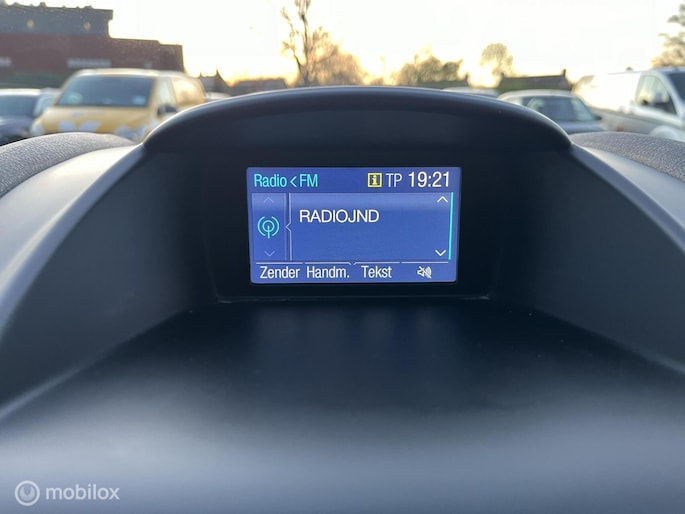 Radio < FM i TP 19:21
RADIOJND
Zender Handm. Tekst
mobilox